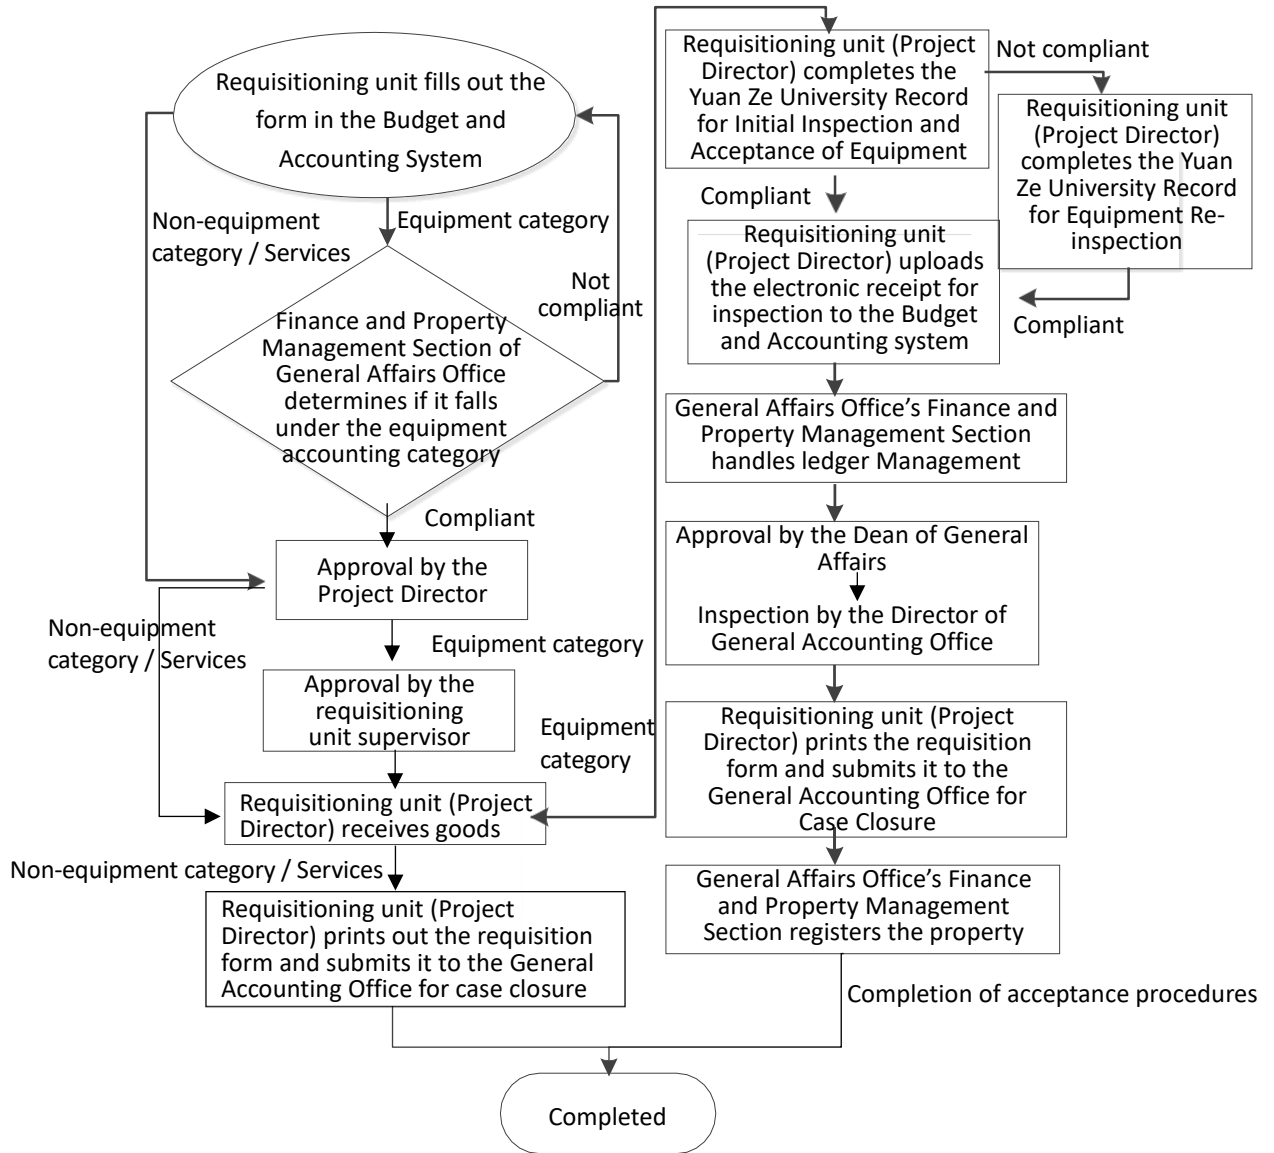 Requisitioning unit fills out the
form in the Budget and
Accounting System
Non-equipment
category / Services
Equipment category
Not
compliant
Finance and Property
Management Section of
General Affairs Office
determines if it falls
under the equipment
accounting category
Compliant
Approval by the
Project Director
Non-equipment
category / Services
Equipment category
Approval by the
requisitioning
unit supervisor
Equipment
category
Requisitioning unit (Project
Director) receives goods
Non-equipment category / Services
Requisitioning unit (Project
Director) prints out the requisition
form and submits it to the General
Accounting Office for case closure
Requisitioning unit (Project
Director) completes the
Yuan Ze University Record
for Initial Inspection and
Acceptance of Equipment
Not compliant
Requisitioning unit
(Project Director)
completes the Yuan
Ze University Record
for Equipment Re-
inspection
Compliant
Compliant
Requisitioning unit
(Project Director) uploads
the electronic receipt for
inspection to the Budget
and Accounting system
General Affairs Office’s Finance and
Property Management Section
handles ledger Management
Approval by the Dean of General
Affairs
Inspection by the Director of
General Accounting Office
Requisitioning unit (Project
Director) prints the requisition
form and submits it to the
General Accounting Office for
Case Closure
General Affairs Office’s Finance
and Property Management
Section registers the property
Completion of acceptance procedures
Completed